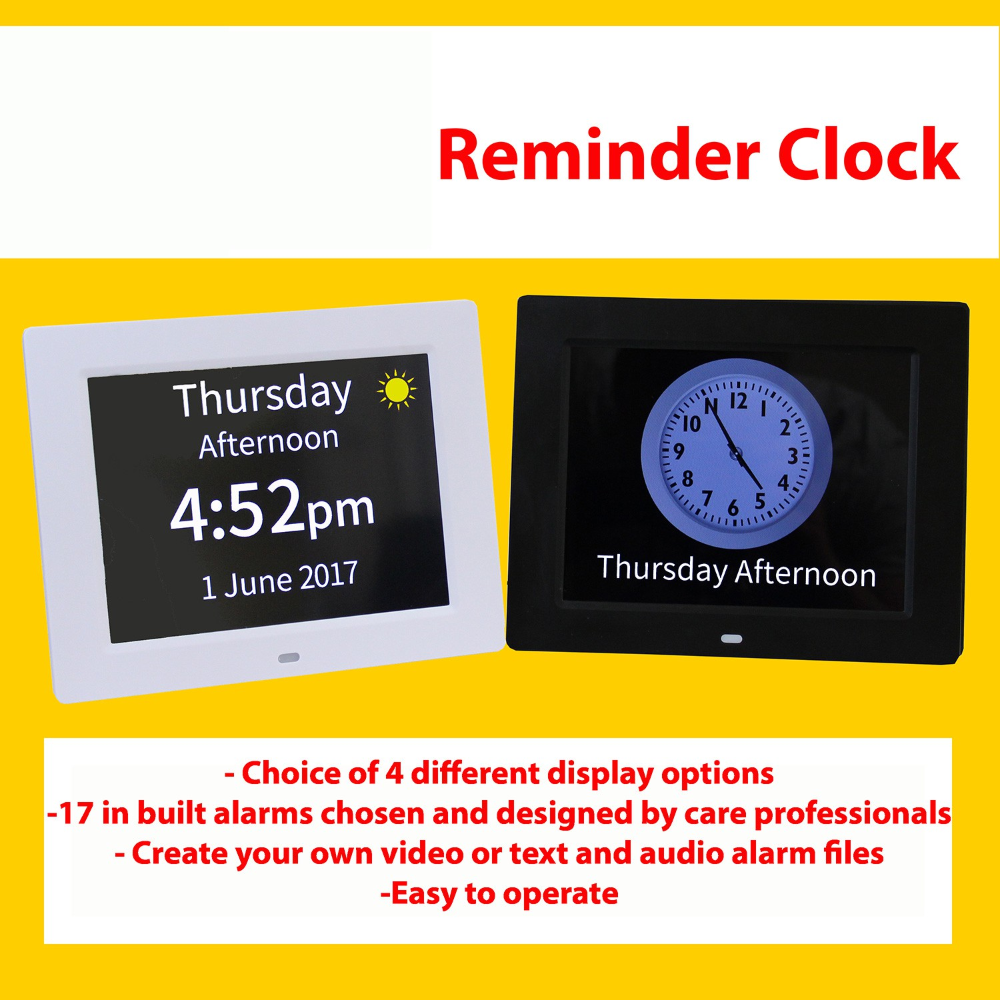 Reminder Clock
Thursday
Afternoon
4:52pm
1 June 2017
12
N
1
10
2
9
3
8
4
7
5
6
Thursday Afternoon
- Choice of 4 different display options
-17 in built alarms chosen and designed by care professionals
- Create your own video or text and audio alarm files
-Easy to operate